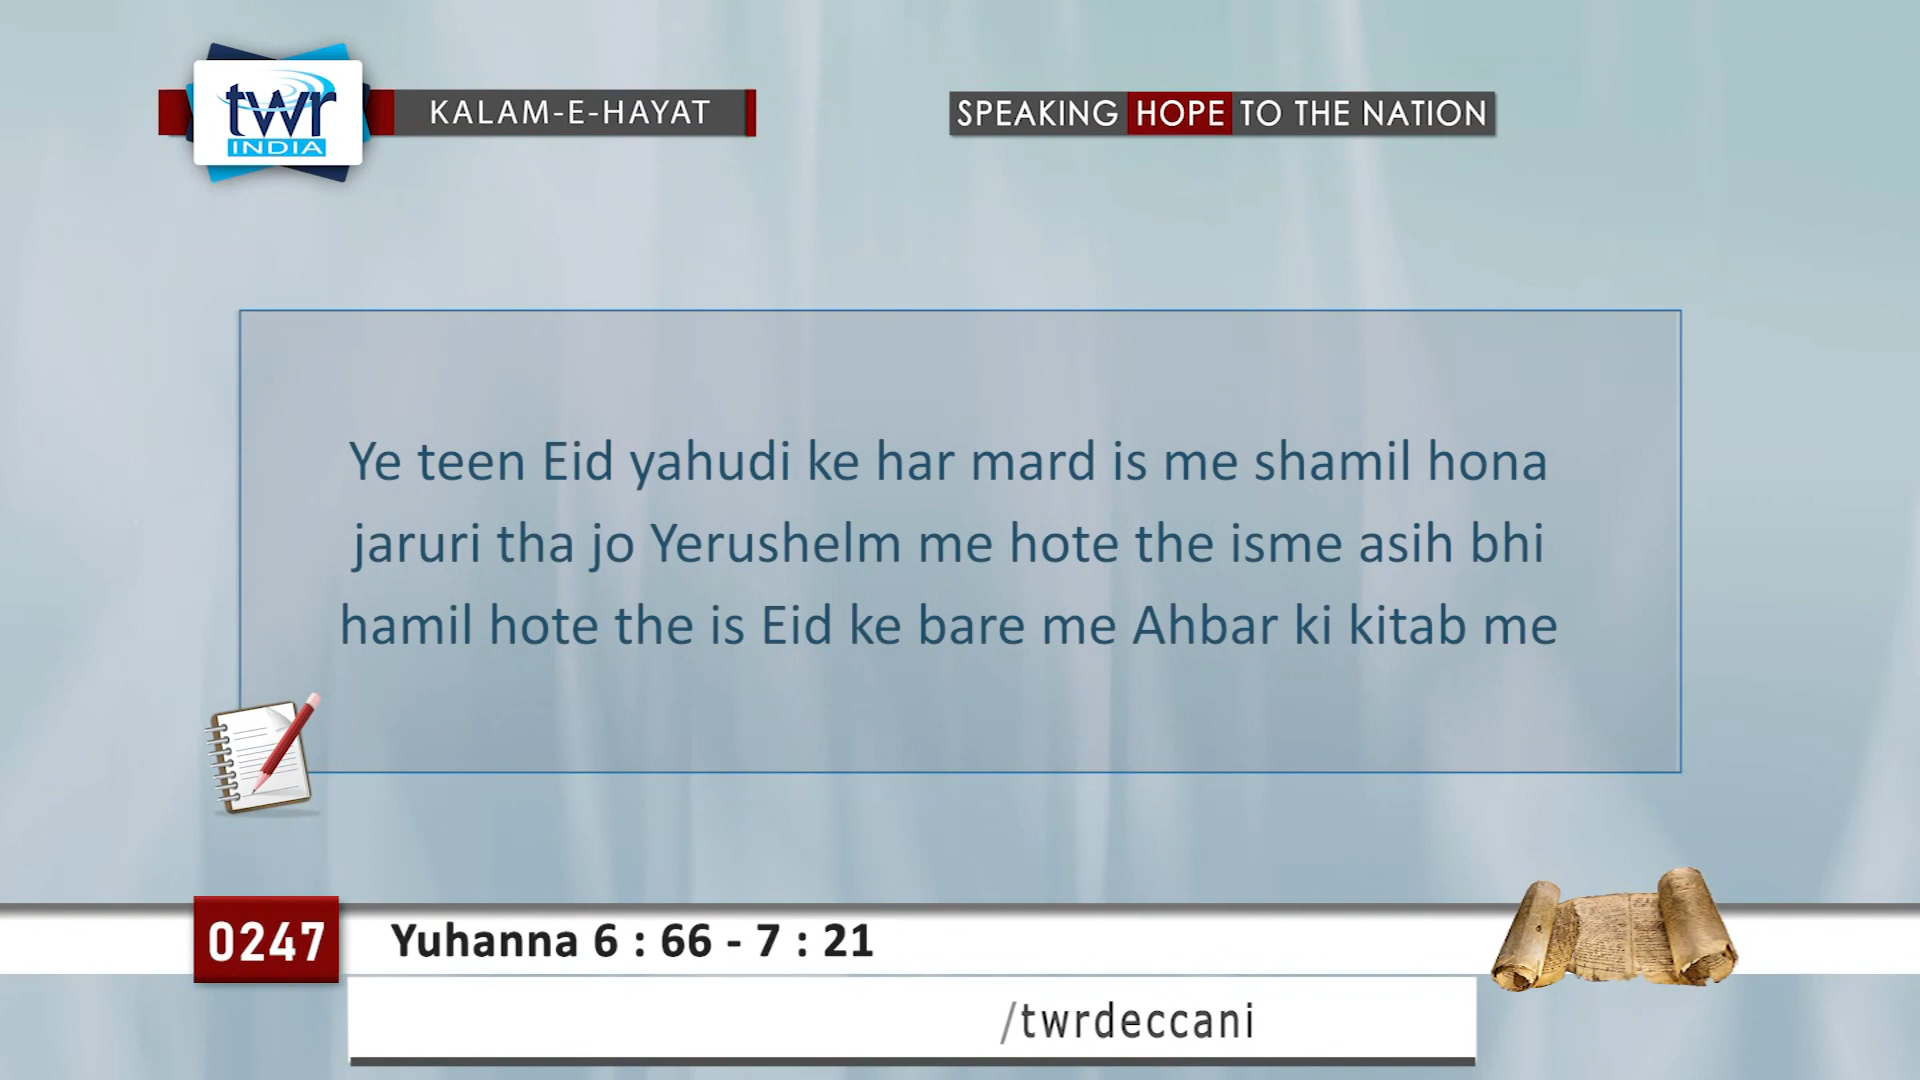 twr
INDIA
KALAM-E-HAYAT
SPEAKING HOPE TO THE NATION
Ye teen Eid yahudi ke har mard is me shamil hona
jaruri tha jo Yerushelm me hote the isme asih bhi
hamil hote the is Eid ke bare me Ahbar ki kitab me
0247
Yuhanna 6 : 66 - 7 : 21
/twrdeccani